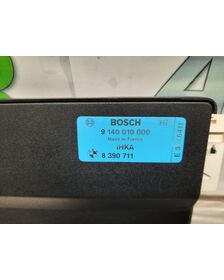 BOSCH
9 140 010 000
Made in France
IHKA
8 390 711